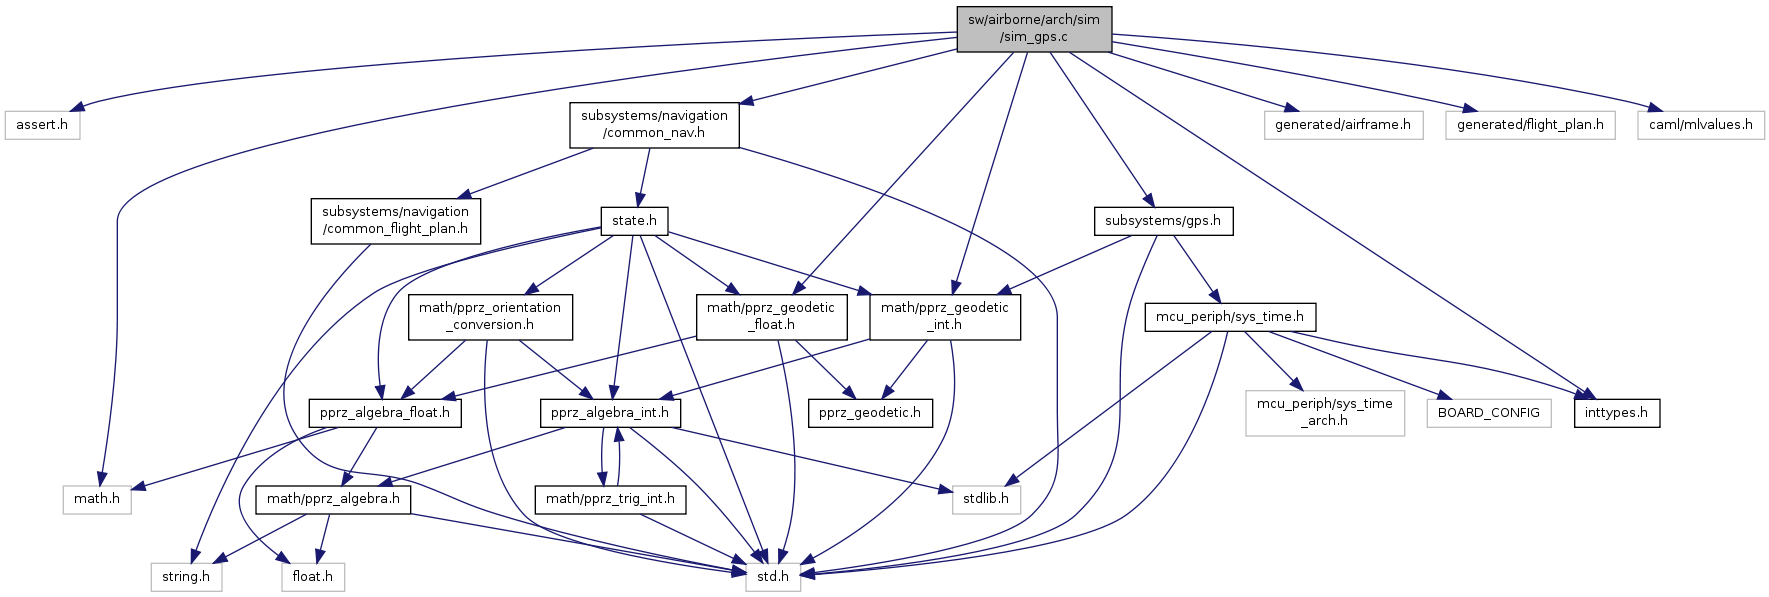 sw/airborne/arch/sim
/sim_gps.c
assert.h
subsystems/navigation
/common_nav.h
generated/airframe.h
generated/flight_plan.h
caml/mlvalues.h
subsystems/navigation
/common_flight_plan.h
state.h
subsystems/gps.h
math/pprz_orientation
_conversion.h
math/pprz_geodetic
_float.h
math/pprz_geodetic
_int.h
mcu_periph/sys_time.h
pprz_algebra_float.h
pprz_algebra_int.h
pprz_geodetic.h
mcu_periph/sys_time
_arch.h
BOARD_CONFIG
inttypes.h
math.h
math/pprz_algebra.h
math/pprz_trig_int.h
stdlib.h
string.h
float.h
std.h